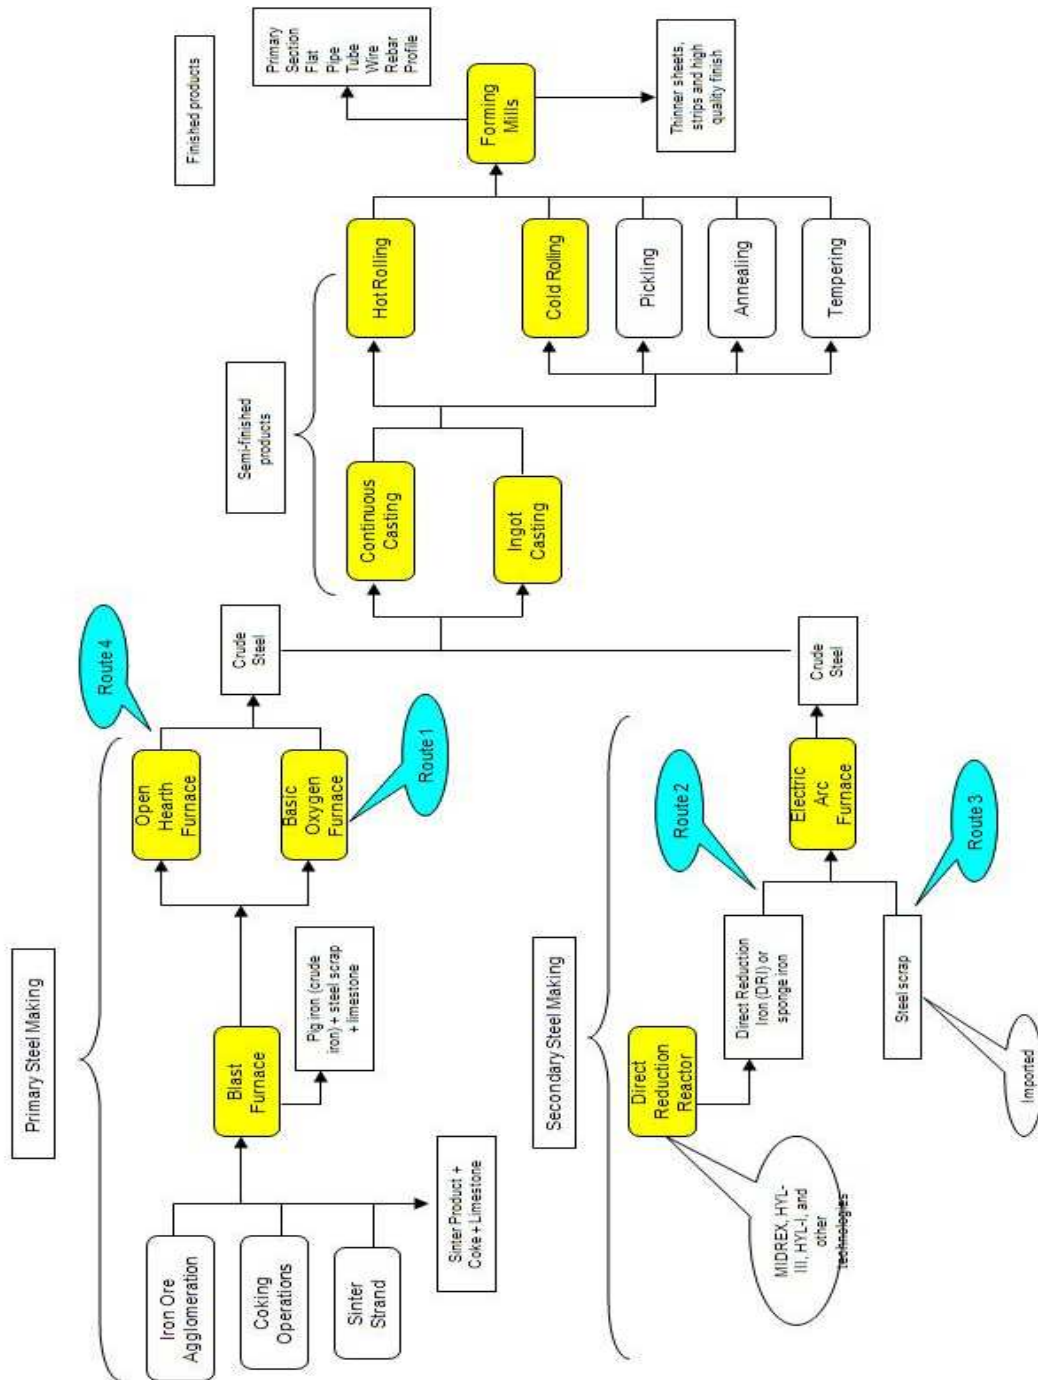 Primary Steel Making
Iron Ore
Agglomeration
Coking
Operations
Sinter
Strand
Sinter Product +
Coke + Limestone
Blast
Furnace
Pig iron (crude
iron) + steel scrap
+ limestone
Open
Hearth
Furnace
Route 4
Basic
Oxygen
Furnace
Route 1
Crude
Steel
Secondary Steel Making
Direct
Reduction
Reactor
MIDREX, HYL-
III, HYL-I, and
other
technologies
Direct Reduction
Iron (DRI) or
sponge iron
Route 2
Steel scrap
Imported
Route 3
Electric
Arc
Furnace
Crude
Steel
Semi-finished
products
Continuous
Casting
Ingot
Casting
Hot Rolling
Cold Rolling
Pickling
Annealing
Tempering
Finished products
Forming
Mills
Primary
Section
Flat
Pipe
Tube
Wire
Rebar
Profile
Thinner sheets,
strips and high
quality finish